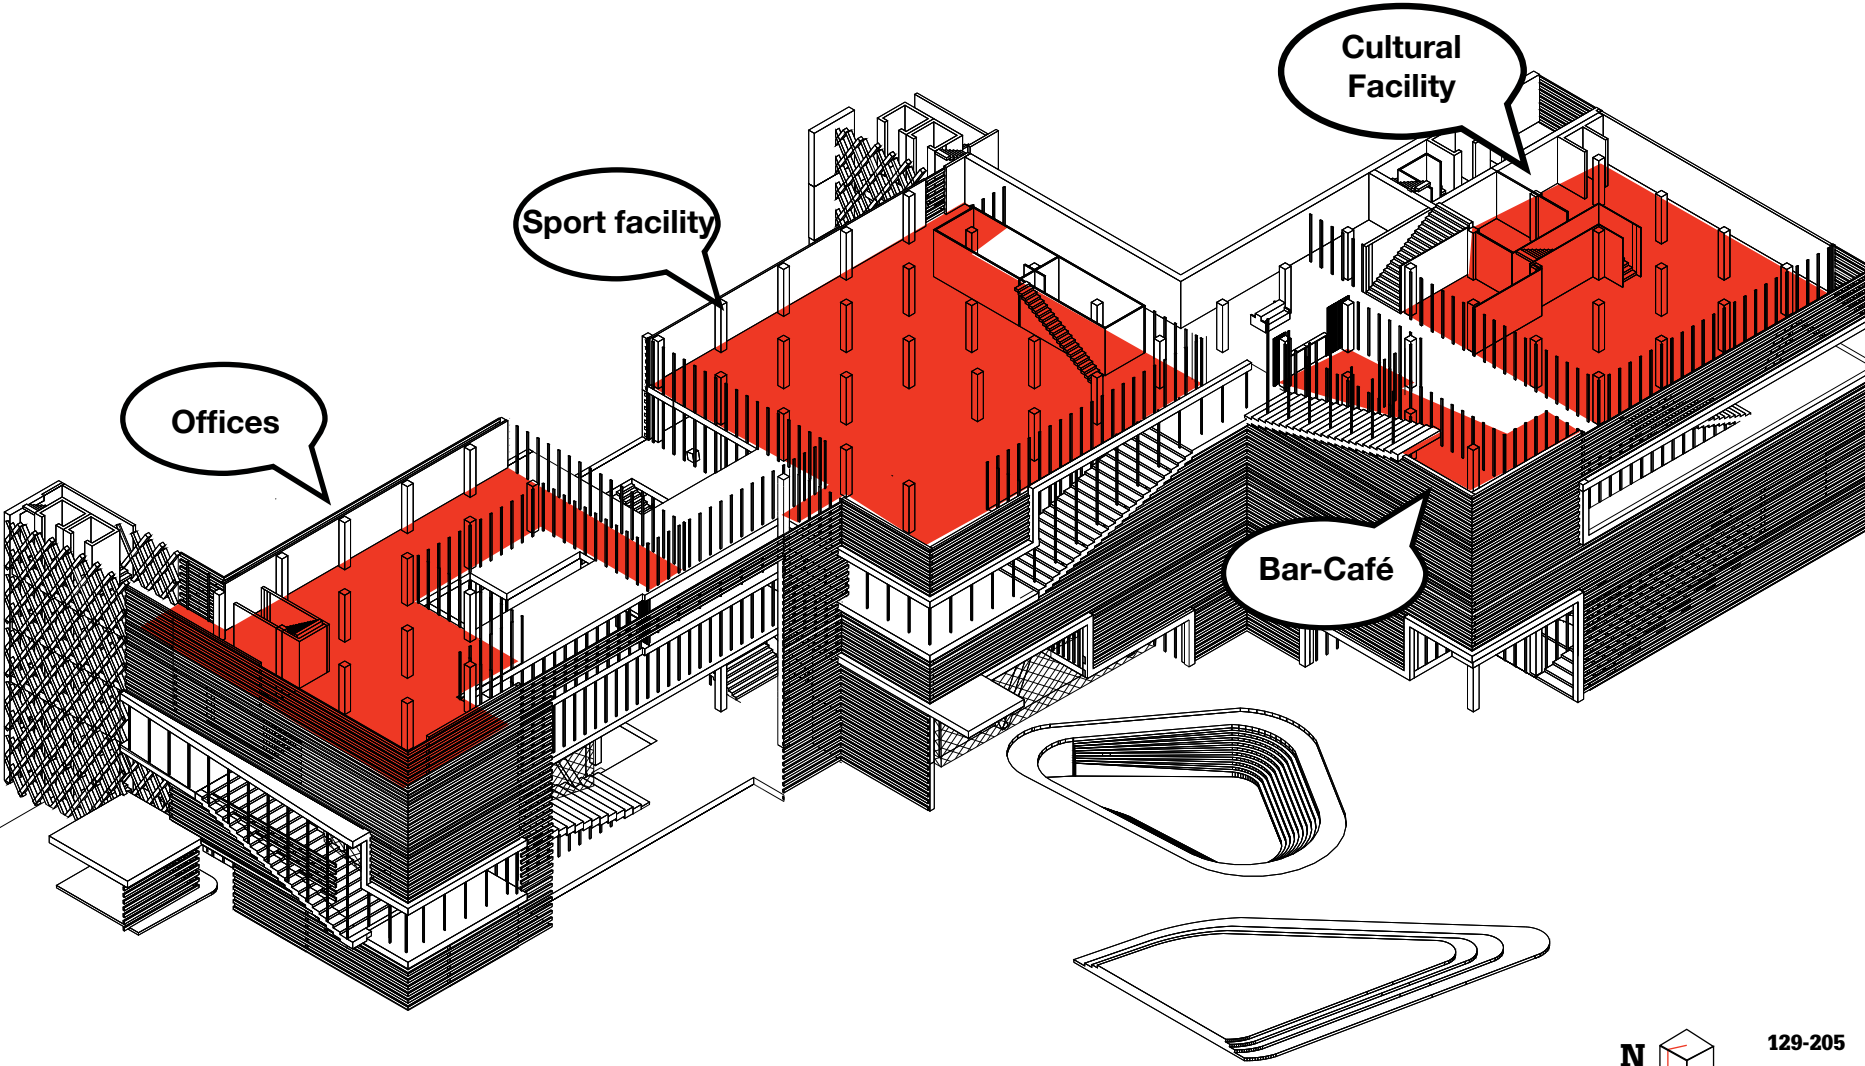 Cultural
Facility
Sport facility
Offices
Bar-Café
N
129-205